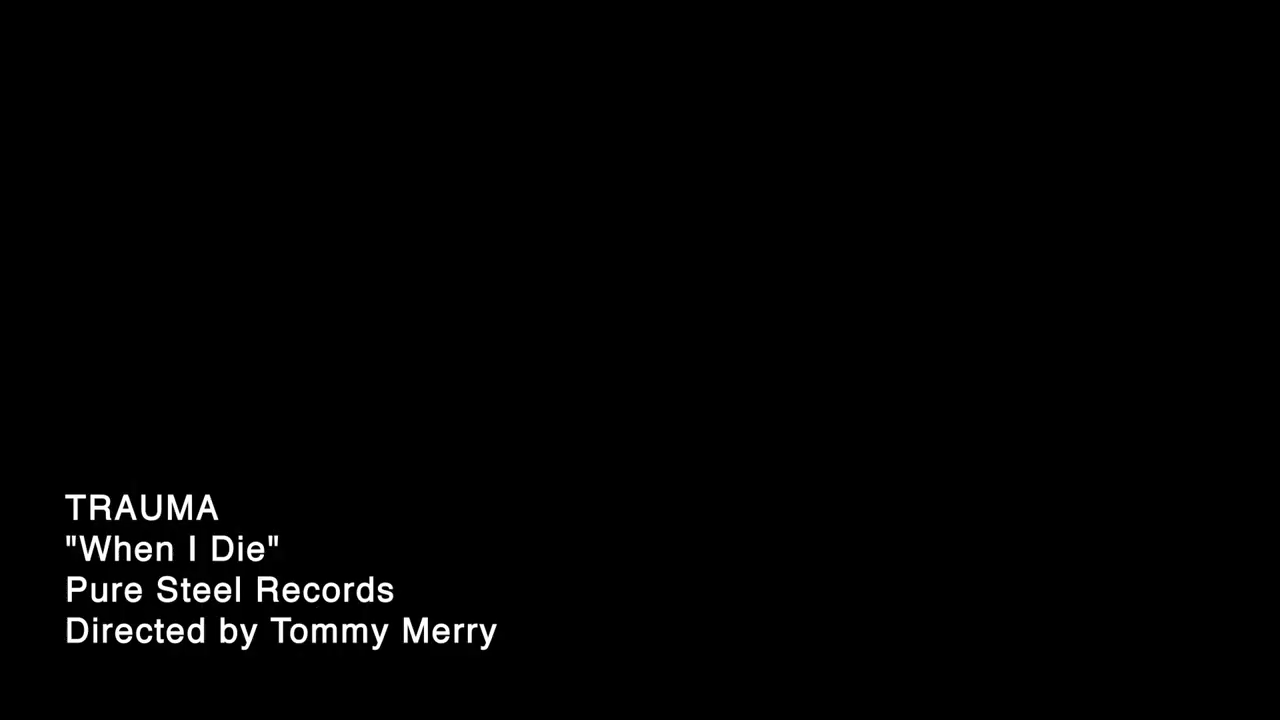 TRAUMA
"When I Die"
Pure Steel Records
Directed by Tommy Merry